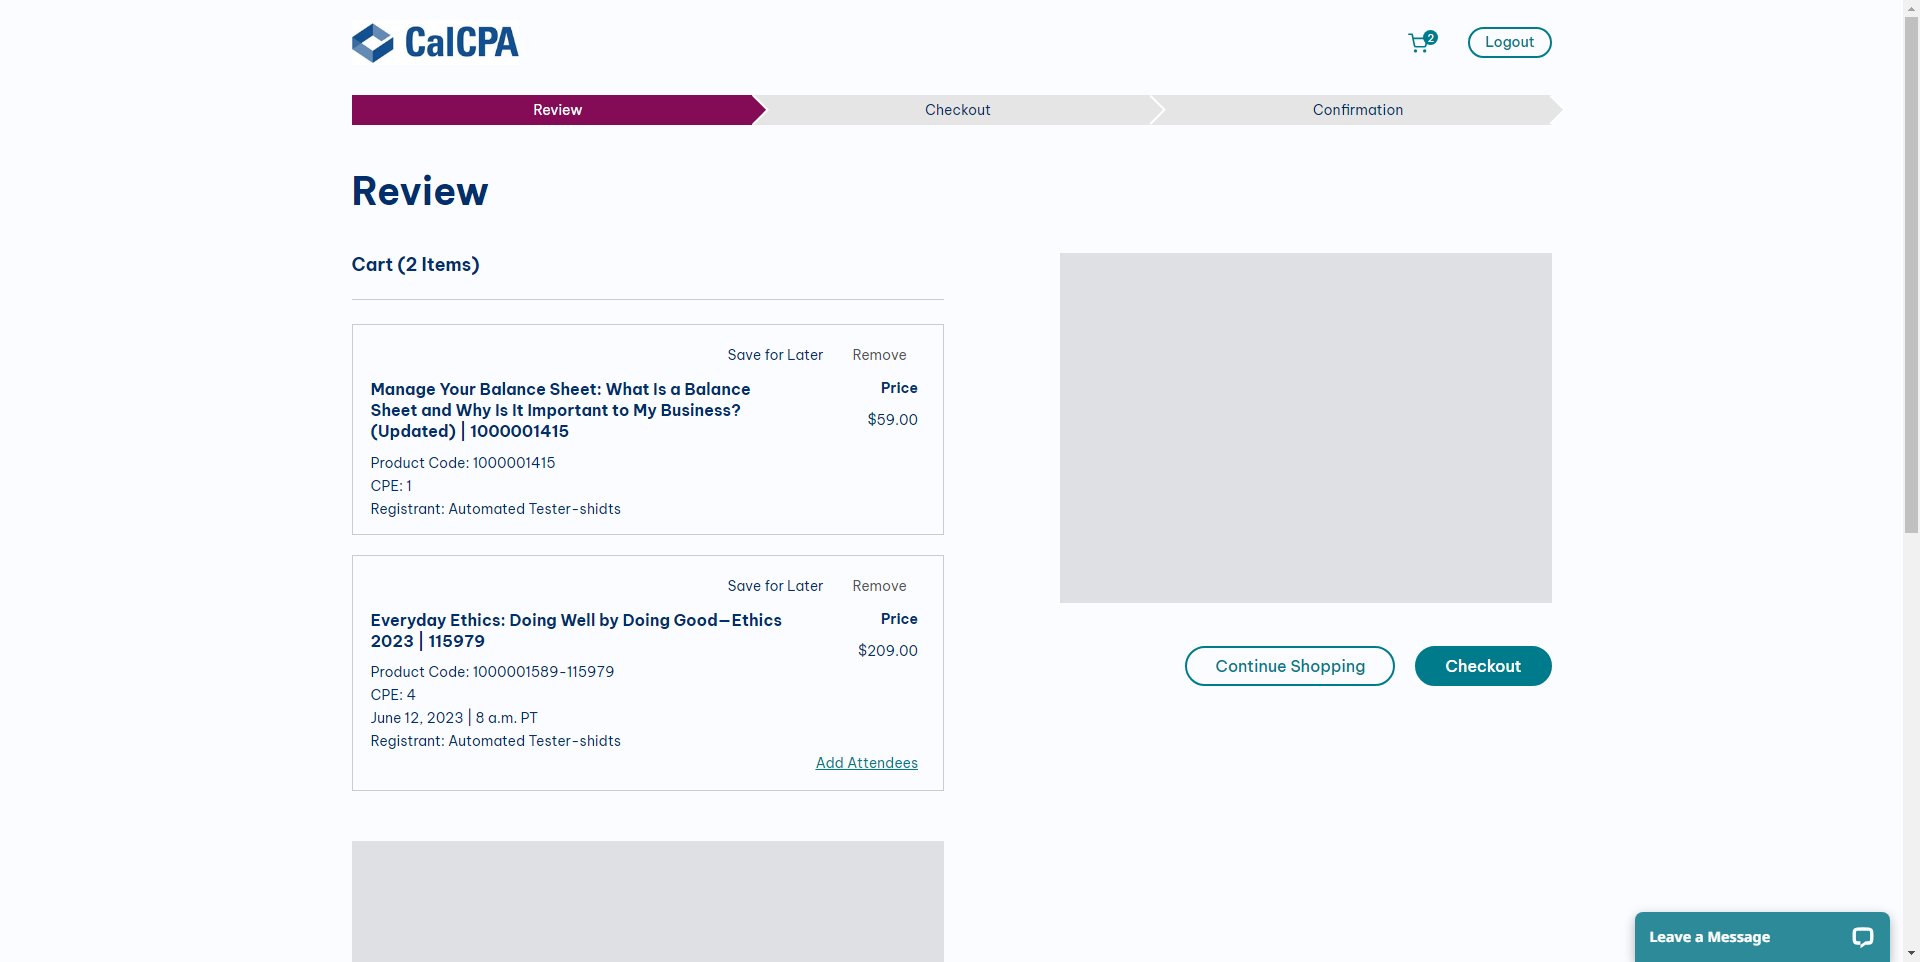 CalCPA
2
Logout
Review
Checkout
Confirmation
Review
Cart (2 Items)
Save for Later
Remove
Manage Your Balance Sheet: What Is a Balance
Sheet and Why Is It Important to My Business?
(Updated) | 1000001415
Price
$59.00
Product Code: 1000001415
CPE: 1
Registrant: Automated Tester-shidts
Save for Later
Remove
Everyday Ethics: Doing Well by Doing Good—Ethics
2023 | 115979
Price
$209.00
Product Code: 1000001589-115979
CPE: 4
June 12, 2023 | 8 a.m. PT
Registrant: Automated Tester-shidts
Add Attendees
Continue Shopping
Checkout
Leave a Message